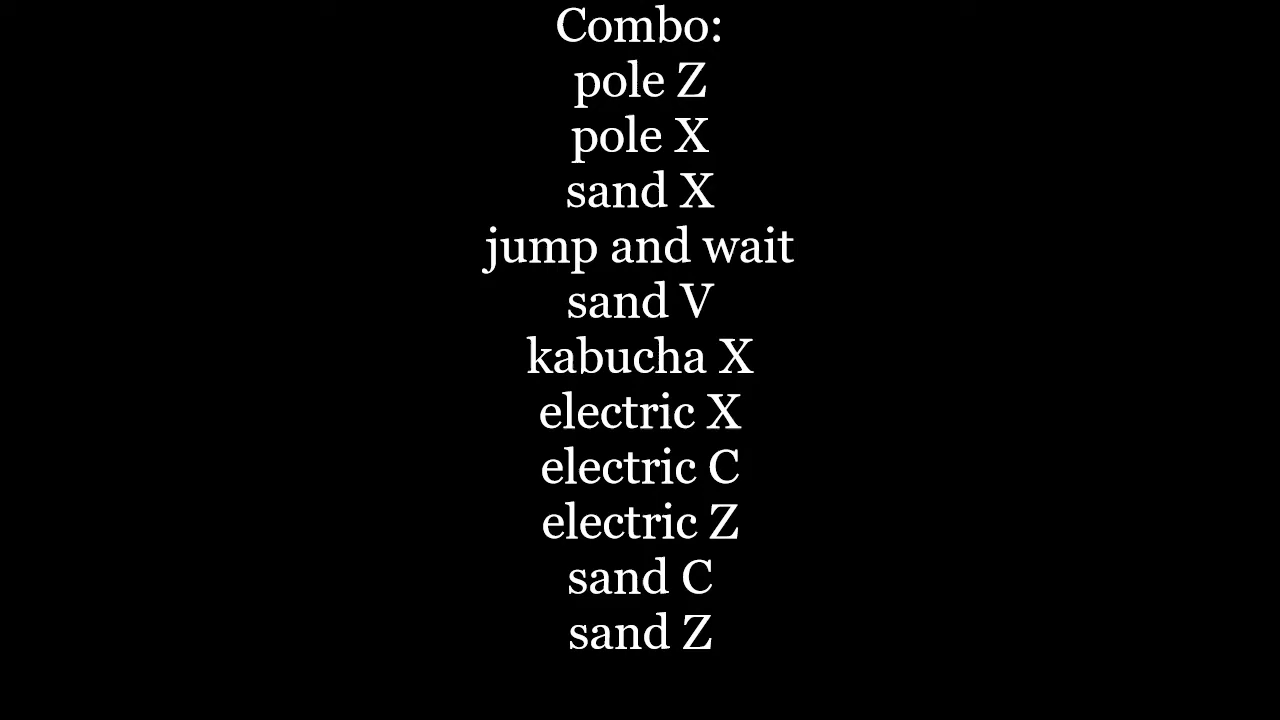 Combo:
pole Z
pole X
sand X
jump and wait
sand V
kabucha X
electric X
electric C
electric Z
sand C
sand Z